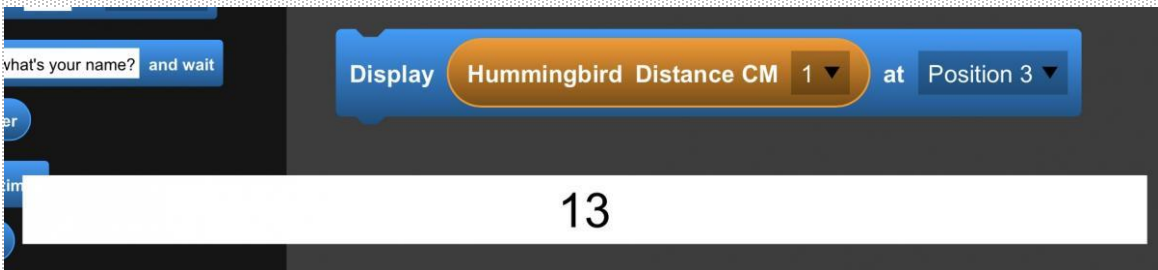 what's your name? and wait
Display Hummingbird Distance CM 1 at Position 3
13